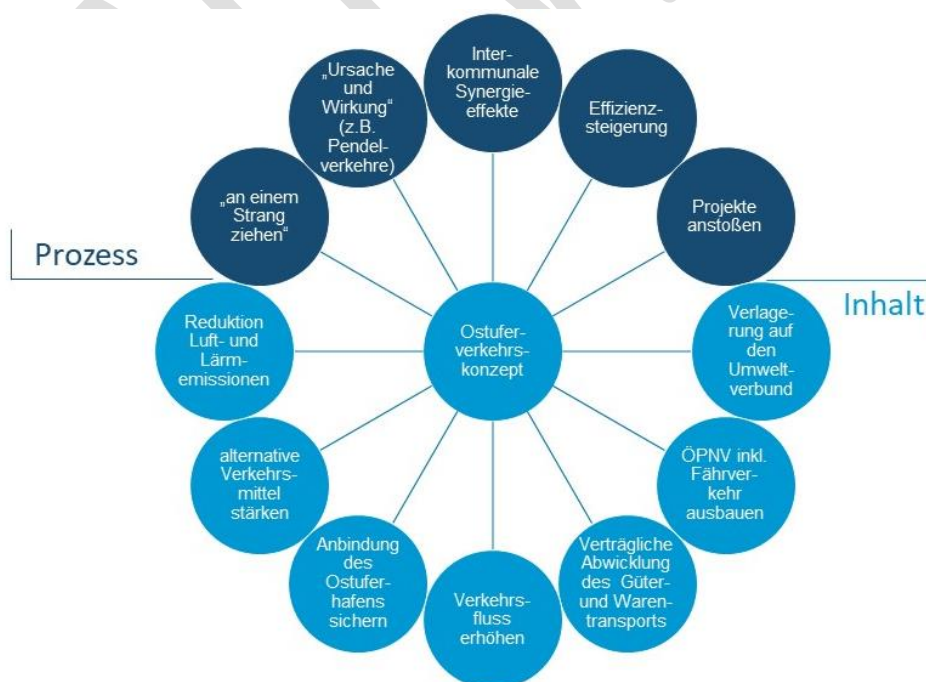 Inter-
kommunale
Synergie-
effekte
„Ursache
und
Wirkung“
(z.B.
Pendel-
verkehre)
Effizienz-
steigerung
„an einem
Strang
ziehen“
Projekte
anstoßen
Prozess
Inhalt
Reduktion
Luft- und
Lärm-
emissionen
Ostufer-
verkehrs-
konzept
Verlage-
rung auf
den
Umwelt-
verbund
alternative
Verkehrs-
mittel
stärken
ÖPNV inkl.
Fährver-
kehr
ausbauen
Anbindung
des
Ostufer-
hafens
sichern
Verkehrs-
fluss
erhöhen
Verträgliche
Abwicklung
des Güter-
und Waren-
transports